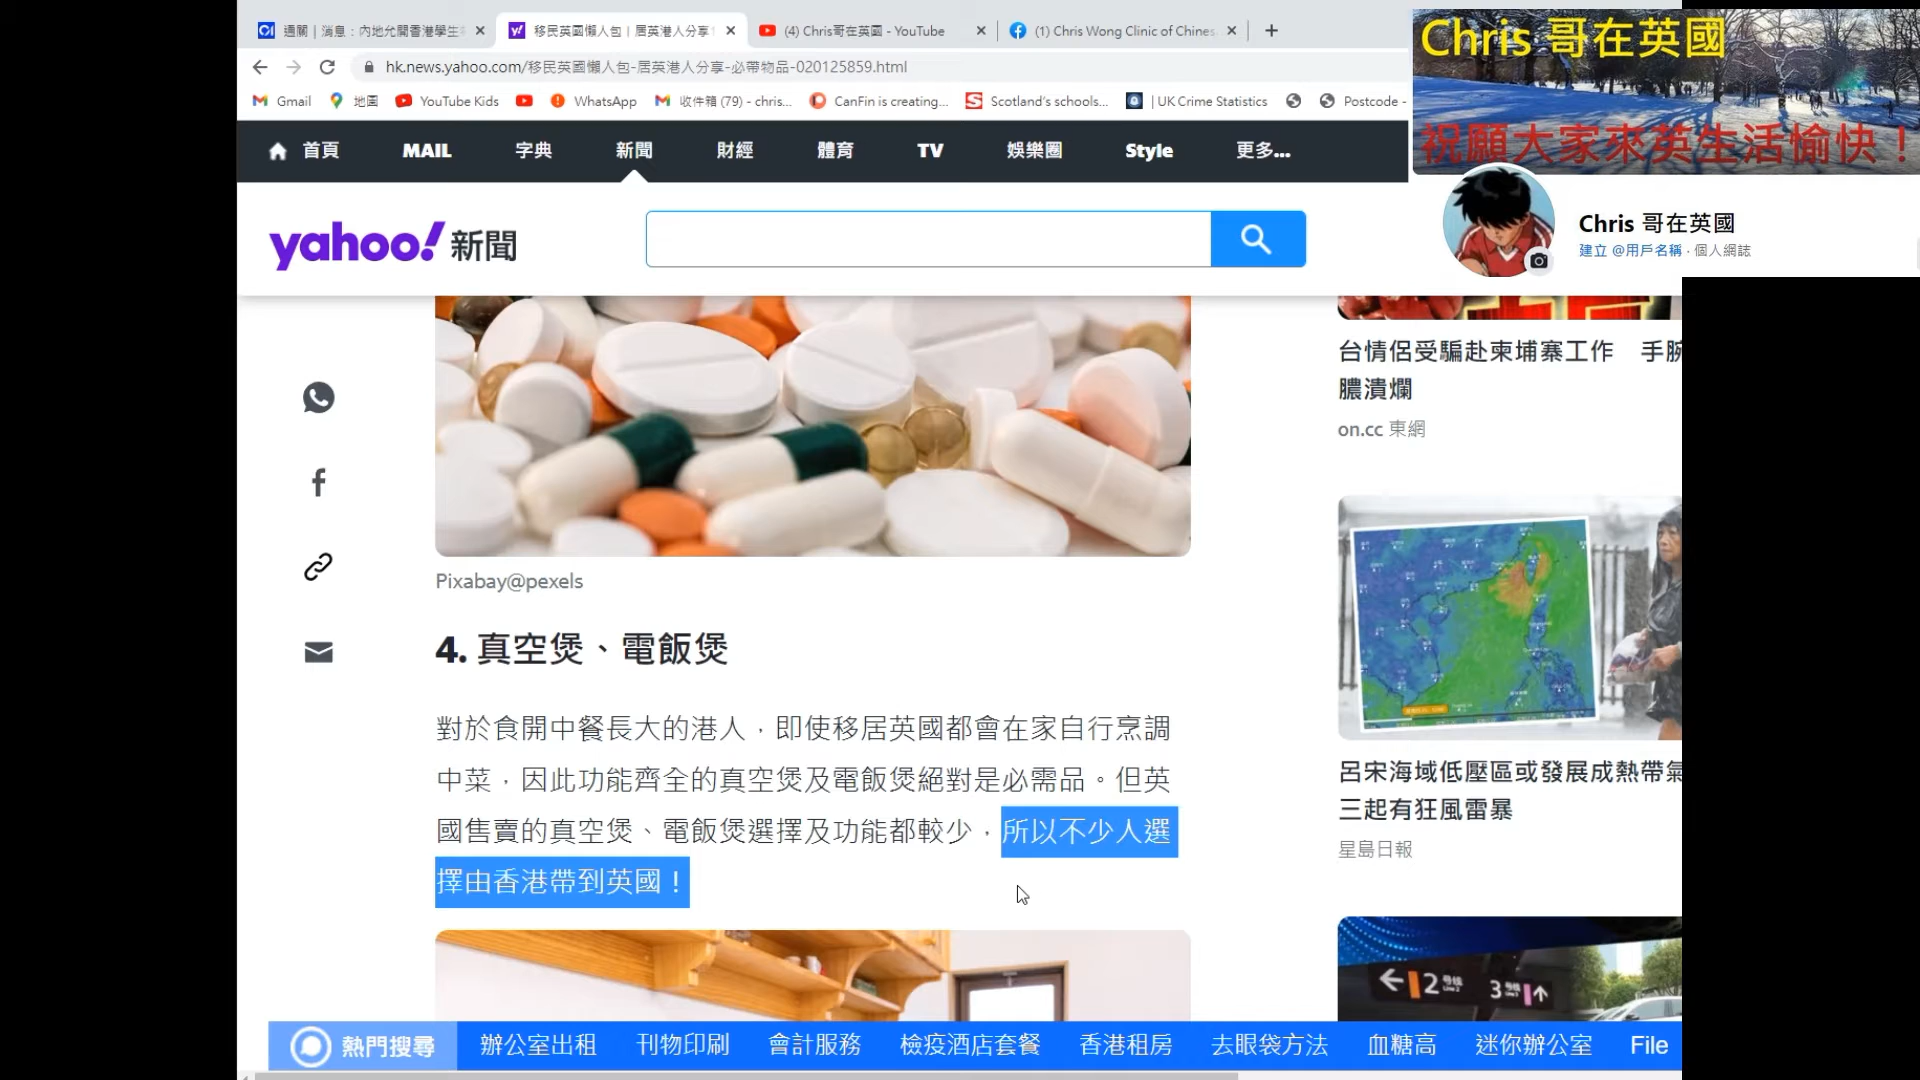 通關｜消息：內地允開香港學生
移民英國懶人包｜居英港人分享
(4) Chris哥在英國 - YouTube
(1) Chris Wong Clinic of Chines
hk.news.yahoo.com/移民英國懶人包-居英港人分享-必帶物品-020125859.html
Gmail
地圖
YouTube Kids
WhatsApp
收件箱 (79) - chris...
CanFin is creating...
Scotland's schools...
| UK Crime Statistics
Postcode -
Chris 哥在英國
祝願大家來英生活愉快！
Chris 哥在英國
建立 @用戶名稱 · 個人網誌
首頁
MAIL
字典
新聞
財經
體育
TV
娛樂圈
Style
更多...
yahoo!新聞
Pixabay@pexels
4. 真空煲、電飯煲
對於食開中餐長大的港人，即使移居英國都會在家自行烹調
中菜，因此功能齊全的真空煲及電飯煲絕對是必需品。但英
國售賣的真空煲、電飯煲選擇及功能都較少，所以不少人選
擇由香港帶到英國！
台情侶受騙赴柬埔寨工作　手腕
膿潰爛
on.cc 東網
呂宋海域低壓區或發展成熱帶氣
三起有狂風雷暴
星島日報
2号线
3号线
熱門搜尋
辦公室出租
刊物印刷
會計服務
檢疫酒店套餐
香港租房
去眼袋方法
血糖高
迷你辦公室
File